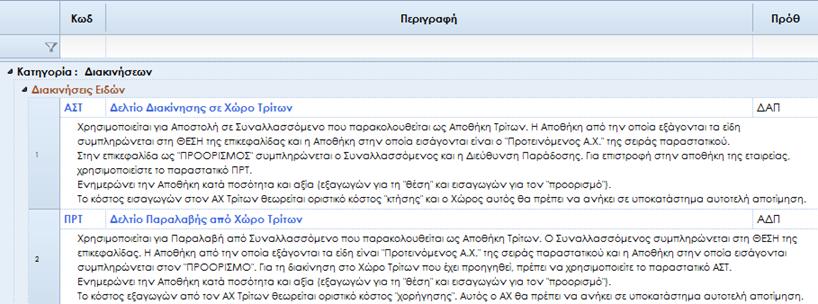 Κωδ Περιγραφή Πρόθ
Κατηγορία : Διακινήσεων
Διακινήσεις Ειδών
ΑΣΤ Δελτίο Διακίνησης σε Χώρο Τρίτων ΔΑΠ
1
Χρησιμοποιείται για Αποστολή σε Συναλλασσόμενο που παρακολουθείται ως Αποθήκη Τρίτων. Η Αποθήκη από την οποία εξάγονται τα είδη
συμπληρωνεται στη ΘΕΣΗ της επικεφαλίδας και η Αποθήκη στην οποία εισάγονται είναι ο "Προτεινόμενος Α.Χ." της σειράς παραστατικού.
Στην επικεφαλίδα ως "ΠΡΟΟΡΙΣΜΟΣ" συμπληρώνεται ο Συναλλασσόμενος και η Διεύθυνση Παράδοσης. Για επιστροφή στην αποθήκη της εταιρείας,
χρησιμοποιείστε το παραστατικό ΠΡΤ.
Ενημερώνει την Αποθήκη κατά ποσότητα και αξία (εξαγωγών για τη "θέση" και εισαγωγών για τον "προορισμό").
Το κόστος εισαγωγών στον ΑΧ Τρίτων θεωρείται οριστικό κόστος "κτήσης" και ο Χώρος αυτός θα πρέπει να ανήκει σε υποκατάστημα αυτοτελή αποτίμηση.
ΠΡΤ Δελτίο Παραλαβής από Χώρο Τρίτων ΑΔΠ
2
Χρησιμοποιείται για Παραλαβή από Συναλλασσόμενο που παρακολουθείται ως Αποθήκη Τρίτων. Ο Συναλλασσόμενος συμπληρώνεται στη ΘΕΣΗ της
επικεφαλίδας. Η Αποθήκη από την οποία εξάγονται τα είδη είναι "Προτεινόμενος Α.Χ." της σειράς παραστατικού και η Αποθήκη στην οποία εισάγονται
συμπληρώνεται στον "ΠΡΟΟΡΙΣΜΟ". Για τη διακίνηση στο Χώρο Τρίτων που έχει προηγηθεί, πρέπει να χρησιμοποιείτε το παραστατικό ΑΣΤ.
Ενημερώνει την Αποθήκη κατά ποσότητα και αξία (εξαγωγών για τη "θέση" και εισαγωγών για τον "προορισμό").
Το κόστος εξαγωγών από τον ΑΧ Τρίτων θεωρείται οριστικό κόστος "χορήγησης". Αυτός ο ΑΧ θα πρέπει να ανήκει σε υποκατάστημα αυτοτελή αποτίμηση.